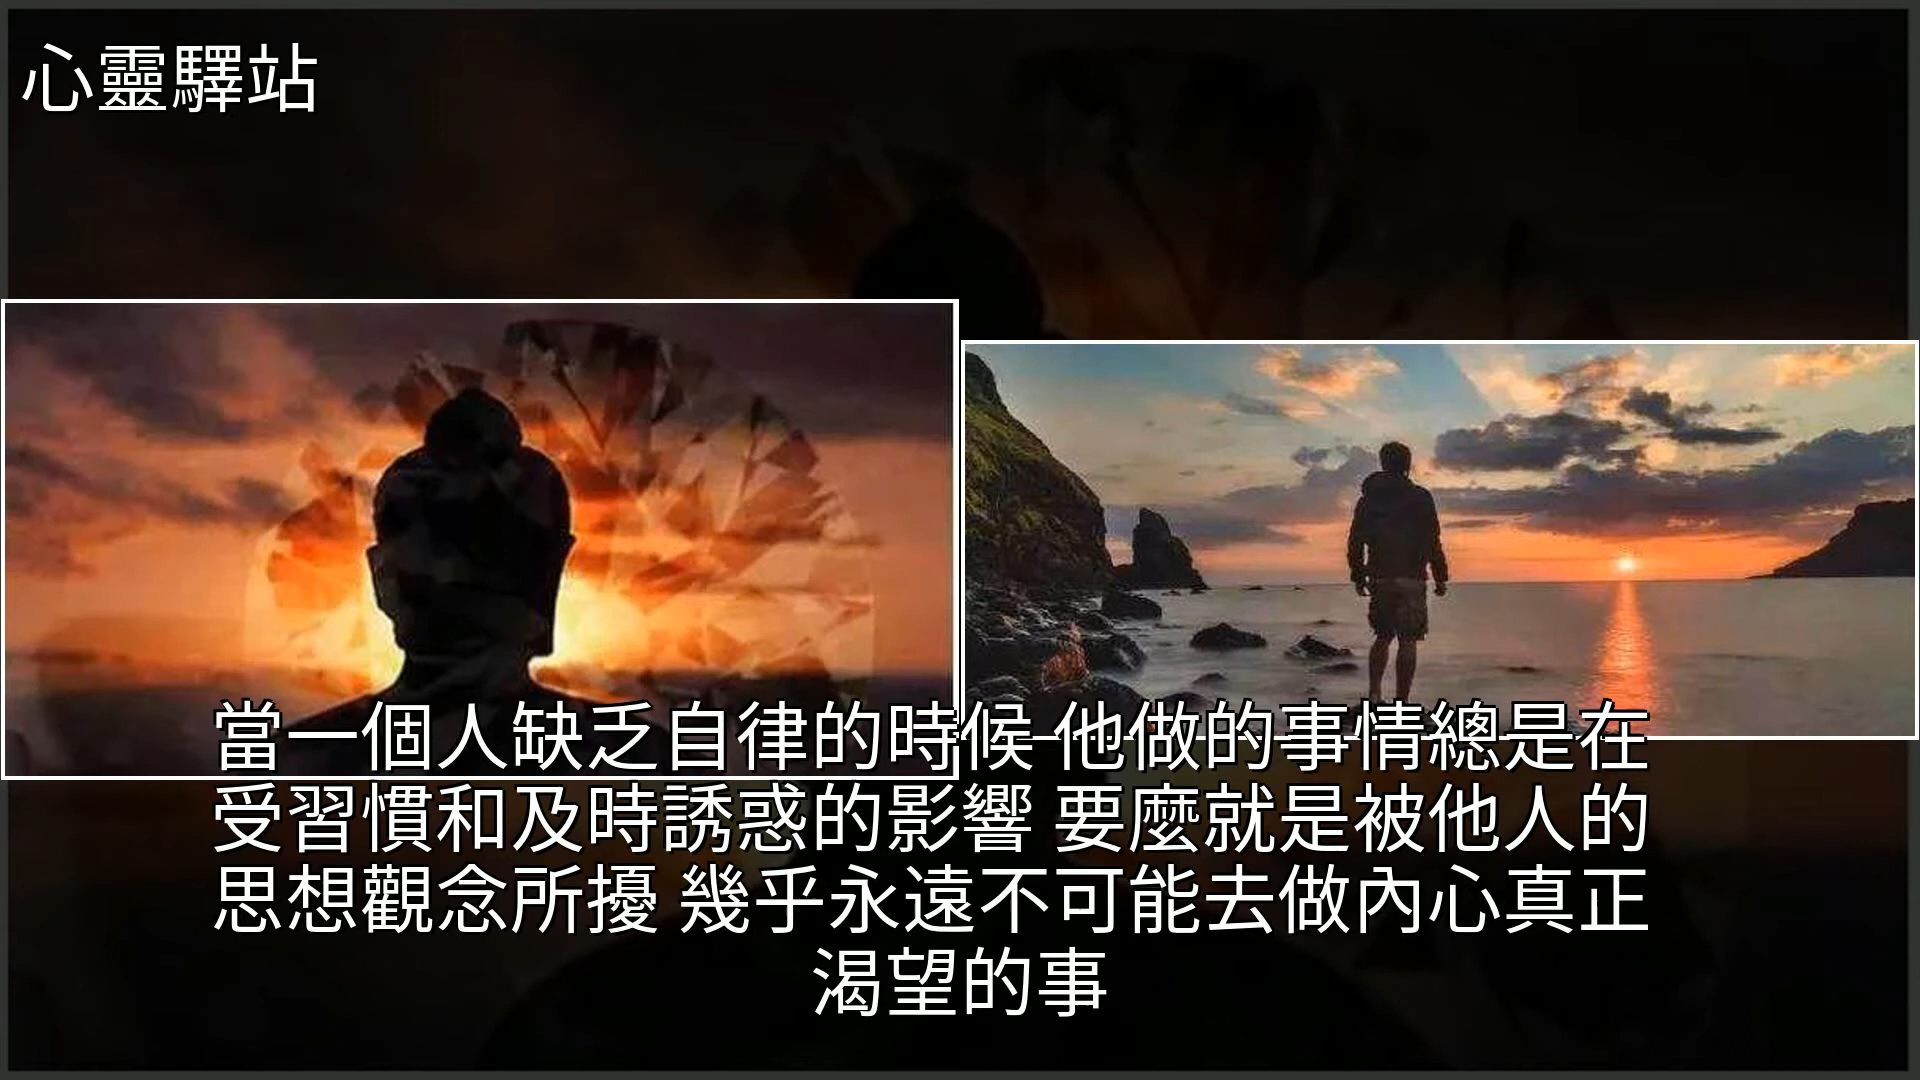 心靈驛站
當一個人缺乏自律的時候 他做的事情總是在
受習慣和及時誘惑的影響 要麼就是被他人的
思想觀念所擾 幾乎永遠不可能去做內心真正
渴望的事